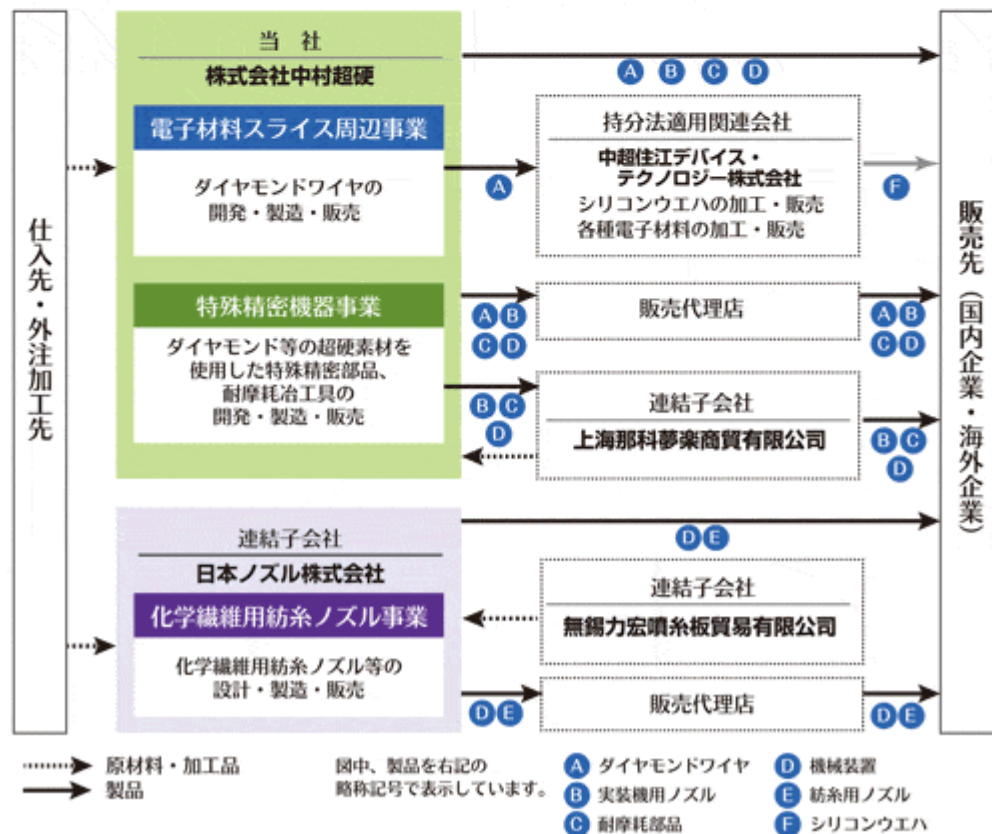 仕入先・外注加工先
当 社
株式会社中村超硬
電子材料スライス周辺事業
ダイヤモンドワイヤの
開発・製造・販売
特殊精密機器事業
ダイヤモンド等の超硬素材を
使用した特殊精密部品、
耐摩耗冶工具の
開発・製造・販売
A B C D
A
持分法適用関連会社
中超住江デバイス・
テクノロジー株式会社
シリコンウエハの加工・販売
各種電子材料の加工・販売
F
A B
C D
販売代理店
A B
C D
B C
D
連結子会社
上海那科夢楽商貿有限公司
B C
D
連結子会社
日本ノズル株式会社
化学繊維用紡糸ノズル事業
化学繊維用紡糸ノズル等の
設計・製造・販売
D E
連結子会社
無錫力宏噴糸板貿易有限公司
D E
販売代理店
D E
販売先（国内企業・海外企業）
原材料・加工品
製品
図中、製品を右記の
略称記号で表示しています。
A ダイヤモンドワイヤ
B 実装機用ノズル
C 耐摩耗部品
D 機械装置
E 紡糸用ノズル
F シリコンウエハ